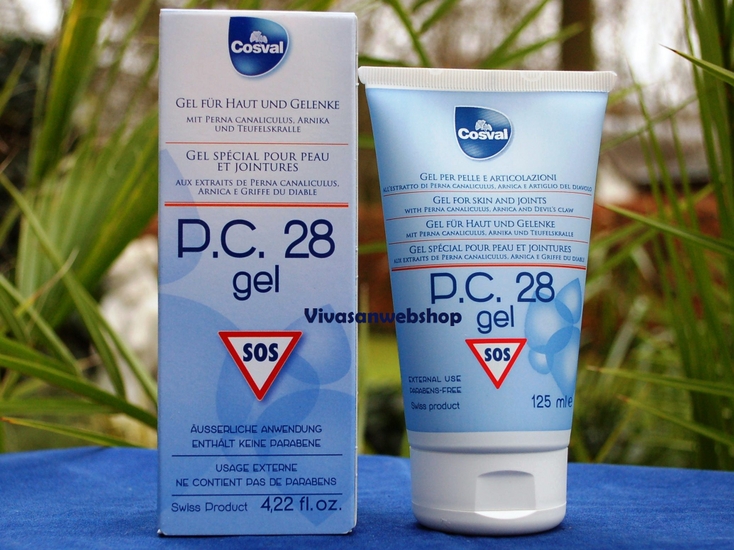 Cosval
Gel für Haut und Gelenke
mit Perna canaliculus, Arnika
und Teufelskralle
Gel spécial pour peau
et jointures
aux extraits de Perna canaliculus,
Arnica e Griffe du diable
P.C. 28
gel
SOS
Äusserliche Anwendung
Enthält keine Parabene
Usage externe
Ne contient pas de parabens
Swiss Product 4,22 fl.oz.
Vivasanwebshop
Cosval
Gel per pelle e articolazioni
all'estratto di Perna canaliculus, Arnica e Artiglio del diavolo
Gel for skin and joints
with Perna canaliculus, Arnica and Devil's claw
Gel für Haut und Gelenke
mit Perna canaliculus, Arnika und Teufelskralle
Gel spécial pour peau et jointures
aux extraits de Perna canaliculus, Arnica e Griffe du diable
P.C. 28
gel
SOS
External use
Parabens-free
Swiss product
125 ml e